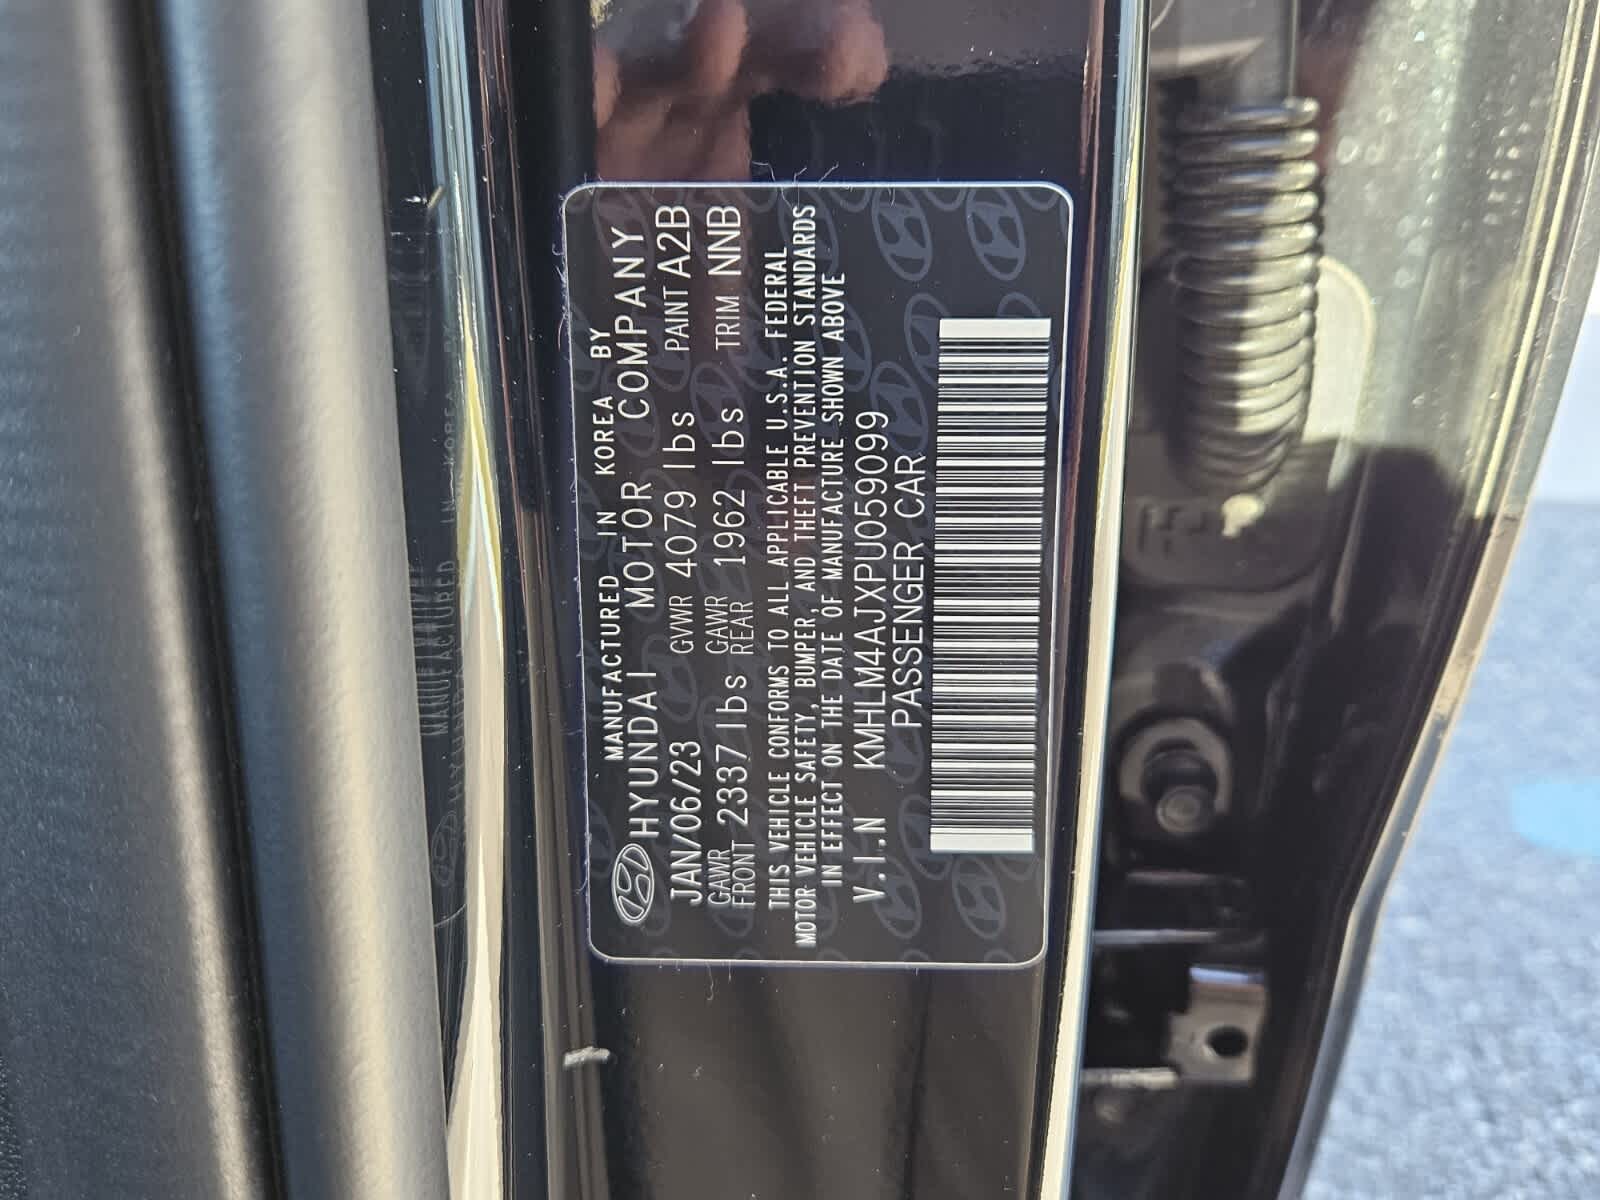 MANUFACTURED IN KOREA BY
HYUNDAI MOTOR COMPANY
JAN/06/23 GVWR 4079 lbs PAINT A2B
GAWR FRONT 2337 lbs GAWR REAR 1962 lbs TRIM NNB
THIS VEHICLE CONFORMS TO ALL APPLICABLE U.S.A. FEDERAL
MOTOR VEHICLE SAFETY, BUMPER, AND THEFT PREVENTION STANDARDS
IN EFFECT ON THE DATE OF MANUFACTURE SHOWN ABOVE
V.I.N KMHLM4AJXPU059099
PASSENGER CAR